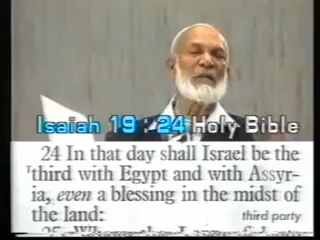 Isaiah 19 : 24 Holy Bible
24 In that day shall Israel be the
third with Egypt and with Assyr-
ia, even a blessing in the midst of
the land:
third party